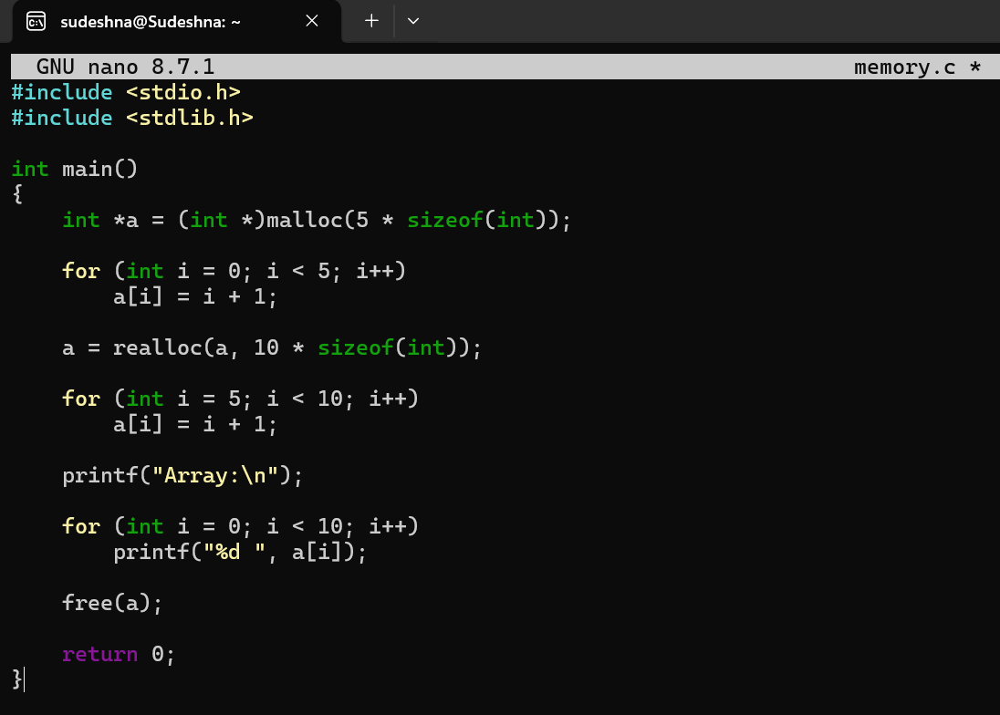 sudeshna@Sudeshna: ~
GNU nano 8.7.1 memory.c *
#include <stdio.h>
#include <stdlib.h>
int main()
{
    int *a = (int *)malloc(5 * sizeof(int));
    for (int i = 0; i < 5; i++)
        a[i] = i + 1;
    a = realloc(a, 10 * sizeof(int));
    for (int i = 5; i < 10; i++)
        a[i] = i + 1;
    printf("Array:\n");
    for (int i = 0; i < 10; i++)
        printf("%d ", a[i]);
    free(a);
    return 0;
}